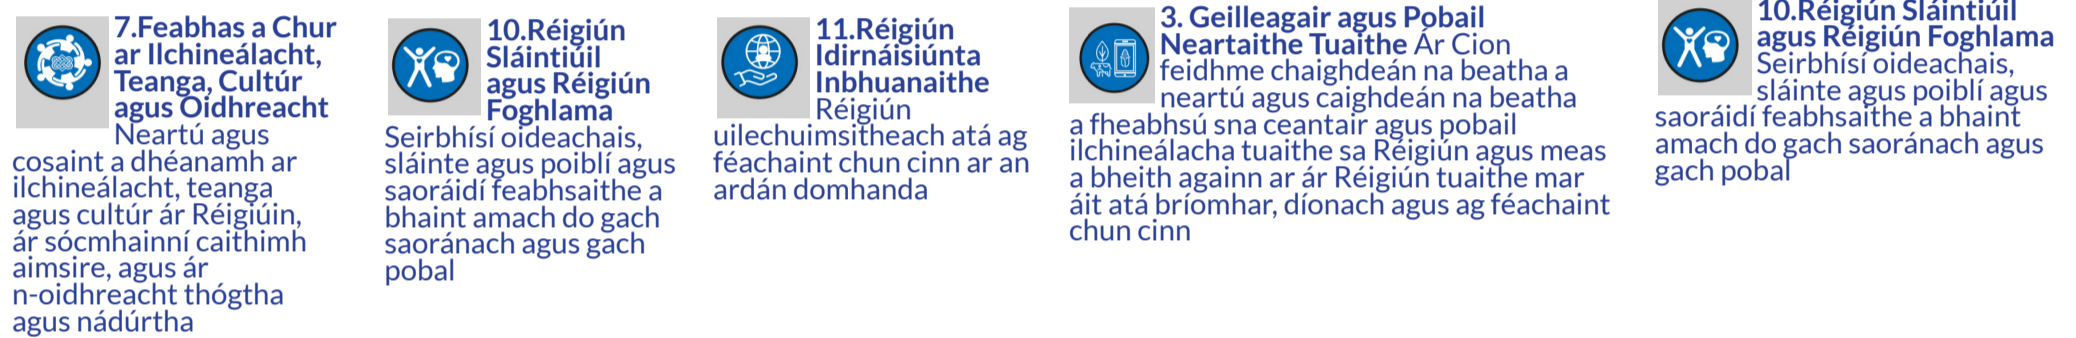 7.Feabhas a Chur
ar Ilchineálacht,
Teanga, Cultúr
agus Oidhreacht
Neartú agus
cosaint a dhéanamh ar
ilchineálacht, teanga
agus cultúr ár Réigiúin,
ár sócmhainní caithimh
aimsire, agus ár
n-oidhreacht thógtha
agus nádúrtha
10.Réigiún
Sláintiúil
agus Réigiún
Foghlama
Seirbhísí oideachais,
sláinte agus poiblí agus
saoráidí feabhsaithe a
bhaint amach do gach
saoránach agus gach
pobal
11.Réigiún
Idirnáisiúnta
Inbhuanaithe
Réigiún
uilechuimsitheach atá ag
féachaint chun cinn ar an
ardán domhanda
3. Geilleagair agus Pobail
Neartaithe Tuaithe Ár Cion
feidhme chaighdeán na beatha a
neartú agus caighdeán na beatha
a fheabhsú sna ceantair agus pobail
ilchineálacha tuaithe sa Réigiún agus meas
a bheith againn ar ár Réigiún tuaithe mar
áit atá bríomhar, díonach agus ag féachaint
chun cinn
10.Réigiún Sláintiúil
agus Réigiún Foghlama
Seirbhísí oideachais,
sláinte agus poiblí agus
saoráidí feabhsaithe a bhaint
amach do gach saoránach agus
gach pobal